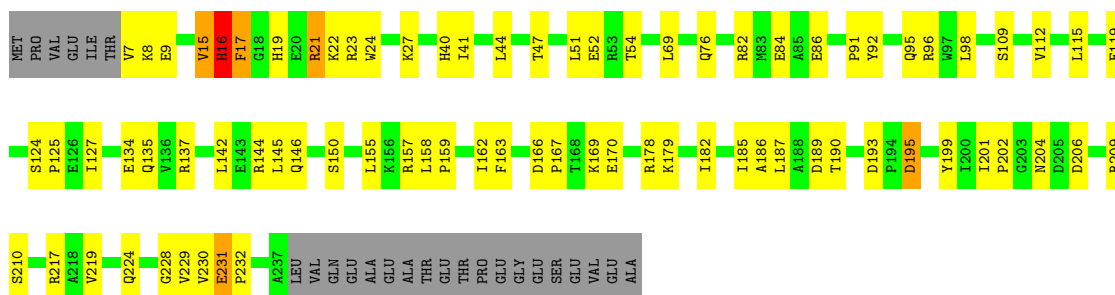 MET PRO VAL GLU ILE THR V7 K8 E9 V15 H16 F17 G18 H19 E20 R21 K22 R23 W24 K27 H40 I41 L44 T47 L51 E52 R53 T54 L69 Q76 R82 M83 E84 A85 E86 P91 Y92 Q95 R96 W97 L98 S109 V112 L115
S124 P125 E126 I127 E134 Q135 V136 R137 L142 E143 R144 L145 Q146 S150 L155 K156 R157 L158 P159 I162 F163 D166 P167 T168 K169 E170 R178 K179 I182 I185 A186 L187 A188 D189 T190 D193 P194 D195 Y199 I200 I201 P202 G203 N204 D205 D206
S210 R217 A218 V219 Q224 G228 V229 V230 E231 P232 A237 LEU VAL GLN GLU ALA GLU ALA THR GLU THR PRO GLU GLY GLU SER GLU VAL GLU ALA